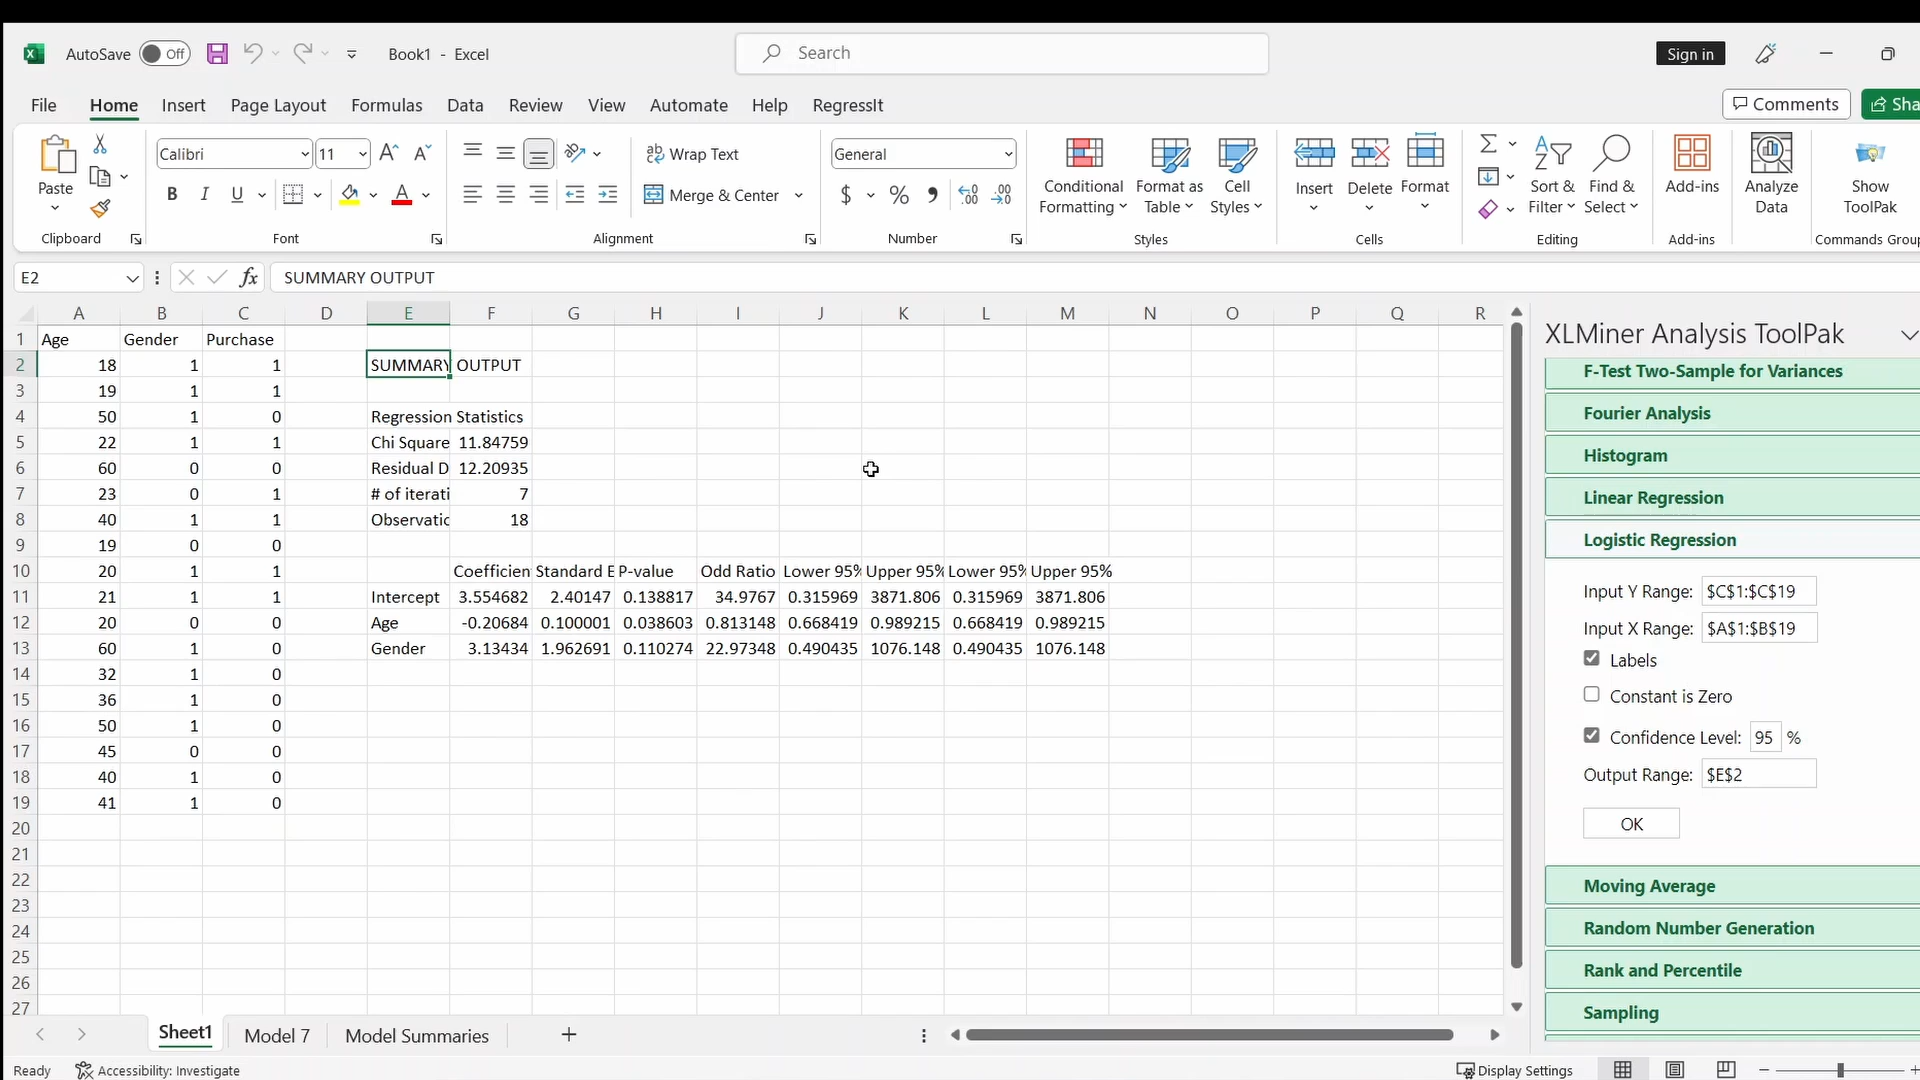 AutoSave Off Book1 - Excel Search Sign in
File Home Insert Page Layout Formulas Data Review View Automate Help RegressIt Comments Sha
Paste Calibri 11 Wrap Text General Conditional Formatting Format as Table Cell Styles Insert Delete Format Sort & Filter Find & Select Add-ins Analyze Data Show ToolPak
B I U Merge & Center $ %
Clipboard Font Alignment Number Styles Cells Editing Add-ins Commands Group
E2 fx SUMMARY OUTPUT
A B C D E F G H I J K L M N O P Q R
1 Age Gender Purchase
2 18 1 1 SUMMARY OUTPUT
3 19 1 1
4 50 1 0 Regression Statistics
5 22 1 1 Chi Square 11.84759
6 60 0 0 Residual D 12.20935
7 23 0 1 # of iterati 7
8 40 1 1 Observatic 18
9 19 0 0
10 20 1 1 Coefficien Standard E P-value Odd Ratio Lower 95% Upper 95% Lower 95% Upper 95%
11 21 1 1 Intercept 3.554682 2.40147 0.138817 34.9767 0.315969 3871.806 0.315969 3871.806
12 20 0 0 Age -0.20684 0.100001 0.038603 0.813148 0.668419 0.989215 0.668419 0.989215
13 60 1 0 Gender 3.13434 1.962691 0.110274 22.97348 0.490435 1076.148 0.490435 1076.148
14 32 1 0
15 36 1 0
16 50 1 0
17 45 0 0
18 40 1 0
19 41 1 0
20
21
22
23
24
25
26
27
XLMiner Analysis ToolPak
F-Test Two-Sample for Variances
Fourier Analysis
Histogram
Linear Regression
Logistic Regression
Input Y Range: $C$1:$C$19
Input X Range: $A$1:$B$19
Labels
Constant is Zero
Confidence Level: 95 %
Output Range: $E$2
OK
Moving Average
Random Number Generation
Rank and Percentile
Sampling
Sheet1 Model 7 Model Summaries
Ready Accessibility: Investigate Display Settings